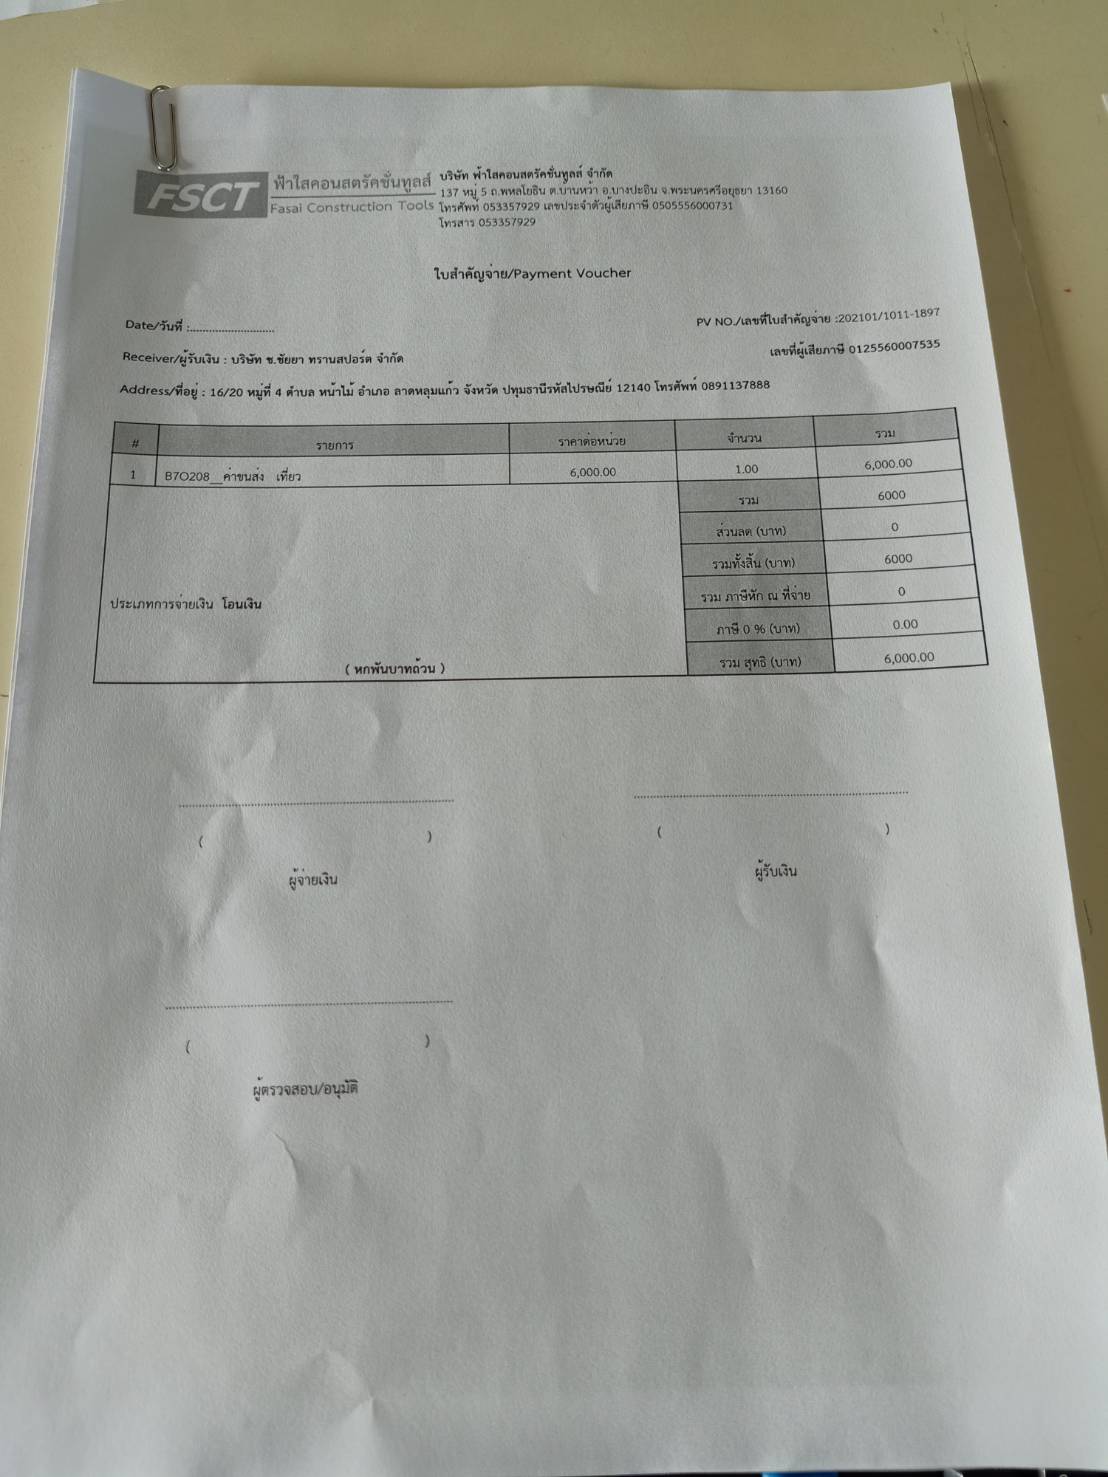 FSCT
ฟ้าใสคอนสตรัคชั่นทูลส์
Fasai Construction Tools
บริษัท ฟ้าใสคอนสตรัคชั่นทูลส์ จำกัด
137 หมู่ 5 ถ.พหลโยธิน ต.บ้านหว้า อ.บางปะอิน จ.พระนครศรีอยุธยา 13160
โทรศัพท์ 053357929 เลขประจำตัวผู้เสียภาษี 0505556000731
โทรสาร 053357929
ใบสำคัญจ่าย/Payment Voucher
Date/วันที่ :..........................
PV NO./เลขที่ใบสำคัญจ่าย :202101/1011-1897
Receiver/ผู้รับเงิน : บริษัท ช.ชัยยา ทรานสปอร์ต จำกัด
เลขที่ผู้เสียภาษี 0125560007535
Address/ที่อยู่ : 16/20 หมู่ที่ 4 ตำบล หน้าไม้ อำเภอ ลาดหลุมแก้ว จังหวัด ปทุมธานีรหัสไปรษณีย์ 12140 โทรศัพท์ 0891137888
# รายการ ราคาต่อหน่วย จำนวน รวม
1 B7O208__ค่าขนส่ง เที่ยว 6,000.00 1.00 6,000.00
รวม 6000
ส่วนลด (บาท) 0
รวมทั้งสิ้น (บาท) 6000
ประเภทการจ่ายเงิน โอนเงิน
รวม ภาษีหัก ณ ที่จ่าย 0
ภาษี 0 % (บาท) 0.00
( หกพันบาทถ้วน )
รวม สุทธิ (บาท) 6,000.00
( )
( )
ผู้จ่ายเงิน
ผู้รับเงิน
( )
ผู้ตรวจสอบ/อนุมัติ